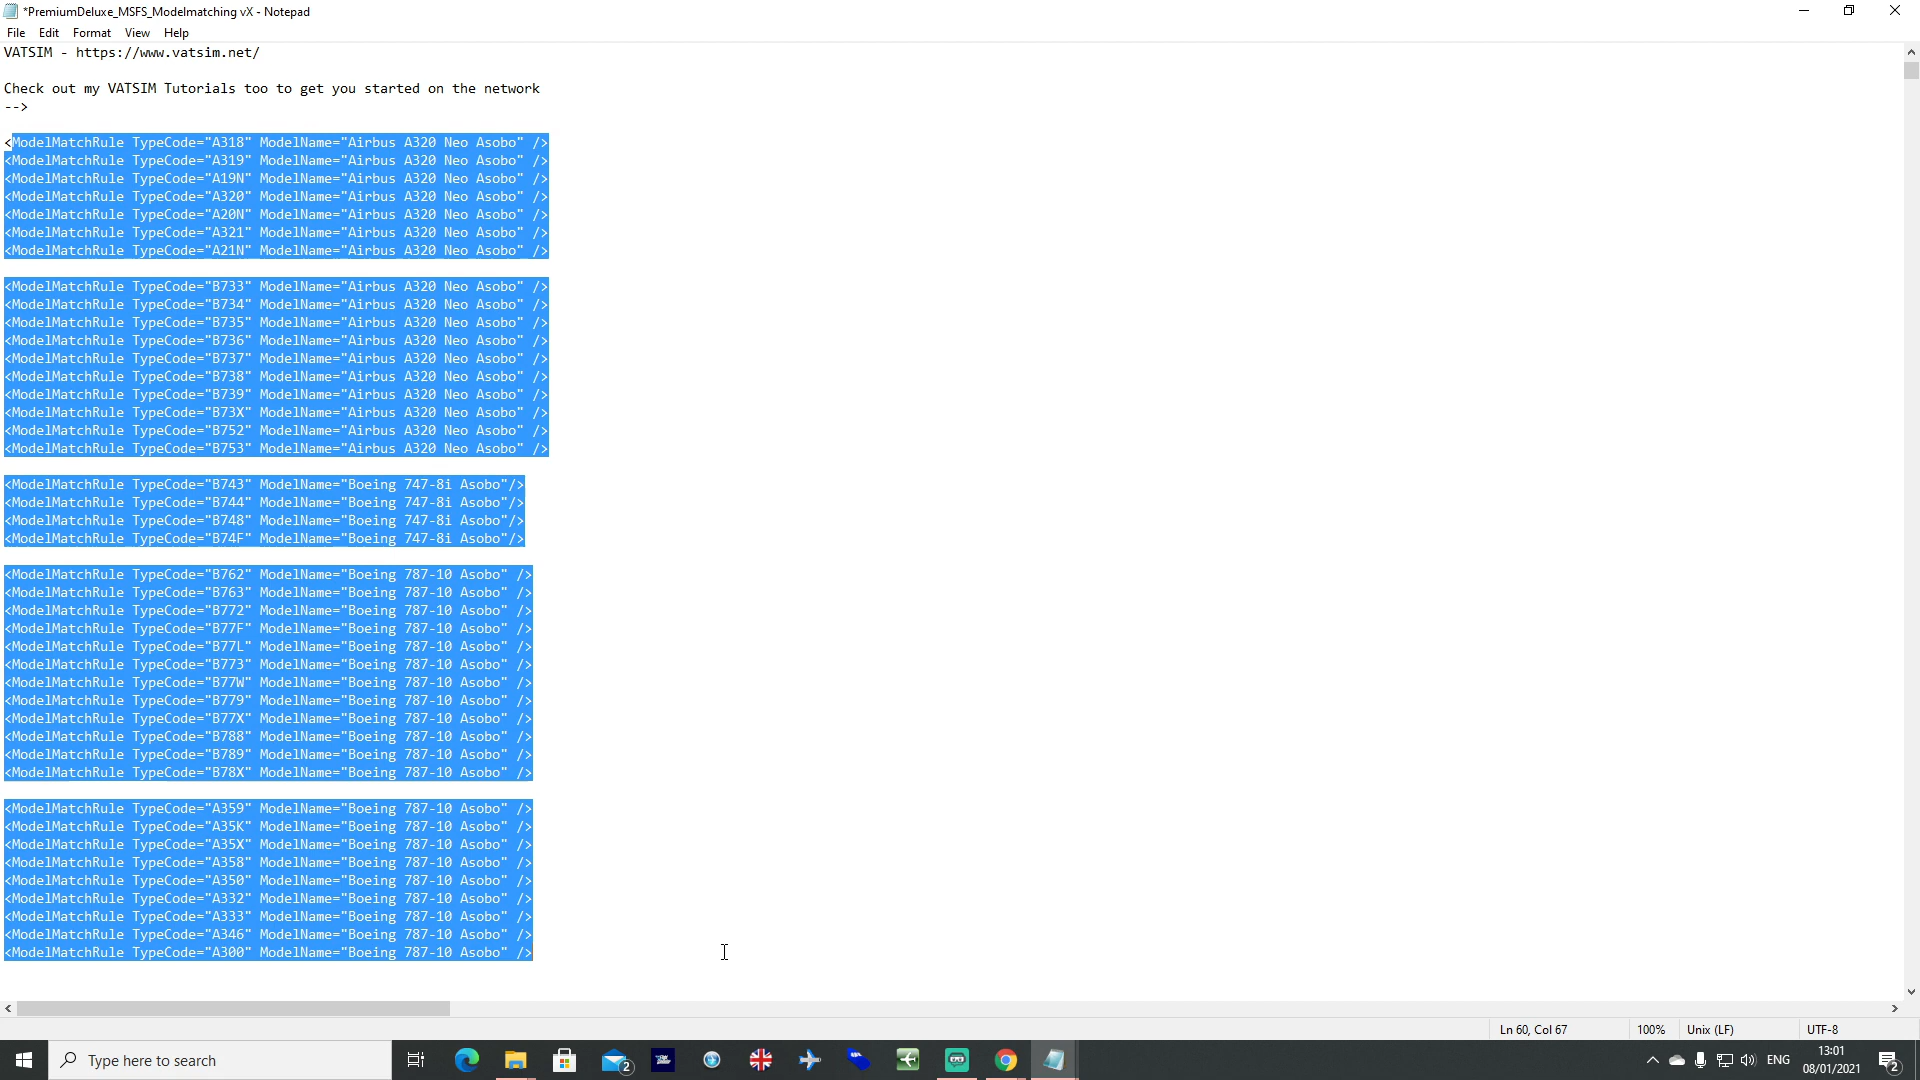 *PremiumDeluxe_MSFS_Modelmatching vX - Notepad
File Edit Format View Help
VATSIM - https://www.vatsim.net/
Check out my VATSIM Tutorials too to get you started on the network
-->
<ModelMatchRule TypeCode="A318" ModelName="Airbus A320 Neo Asobo" />
<ModelMatchRule TypeCode="A319" ModelName="Airbus A320 Neo Asobo" />
<ModelMatchRule TypeCode="A19N" ModelName="Airbus A320 Neo Asobo" />
<ModelMatchRule TypeCode="A320" ModelName="Airbus A320 Neo Asobo" />
<ModelMatchRule TypeCode="A20N" ModelName="Airbus A320 Neo Asobo" />
<ModelMatchRule TypeCode="A321" ModelName="Airbus A320 Neo Asobo" />
<ModelMatchRule TypeCode="A21N" ModelName="Airbus A320 Neo Asobo" />
<ModelMatchRule TypeCode="B733" ModelName="Airbus A320 Neo Asobo" />
<ModelMatchRule TypeCode="B734" ModelName="Airbus A320 Neo Asobo" />
<ModelMatchRule TypeCode="B735" ModelName="Airbus A320 Neo Asobo" />
<ModelMatchRule TypeCode="B736" ModelName="Airbus A320 Neo Asobo" />
<ModelMatchRule TypeCode="B737" ModelName="Airbus A320 Neo Asobo" />
<ModelMatchRule TypeCode="B738" ModelName="Airbus A320 Neo Asobo" />
<ModelMatchRule TypeCode="B739" ModelName="Airbus A320 Neo Asobo" />
<ModelMatchRule TypeCode="B73X" ModelName="Airbus A320 Neo Asobo" />
<ModelMatchRule TypeCode="B752" ModelName="Airbus A320 Neo Asobo" />
<ModelMatchRule TypeCode="B753" ModelName="Airbus A320 Neo Asobo" />
<ModelMatchRule TypeCode="B743" ModelName="Boeing 747-8i Asobo"/>
<ModelMatchRule TypeCode="B744" ModelName="Boeing 747-8i Asobo"/>
<ModelMatchRule TypeCode="B748" ModelName="Boeing 747-8i Asobo"/>
<ModelMatchRule TypeCode="B74F" ModelName="Boeing 747-8i Asobo"/>
<ModelMatchRule TypeCode="B762" ModelName="Boeing 787-10 Asobo" />
<ModelMatchRule TypeCode="B763" ModelName="Boeing 787-10 Asobo" />
<ModelMatchRule TypeCode="B772" ModelName="Boeing 787-10 Asobo" />
<ModelMatchRule TypeCode="B77F" ModelName="Boeing 787-10 Asobo" />
<ModelMatchRule TypeCode="B77L" ModelName="Boeing 787-10 Asobo" />
<ModelMatchRule TypeCode="B773" ModelName="Boeing 787-10 Asobo" />
<ModelMatchRule TypeCode="B77W" ModelName="Boeing 787-10 Asobo" />
<ModelMatchRule TypeCode="B779" ModelName="Boeing 787-10 Asobo" />
<ModelMatchRule TypeCode="B77X" ModelName="Boeing 787-10 Asobo" />
<ModelMatchRule TypeCode="B788" ModelName="Boeing 787-10 Asobo" />
<ModelMatchRule TypeCode="B789" ModelName="Boeing 787-10 Asobo" />
<ModelMatchRule TypeCode="B78X" ModelName="Boeing 787-10 Asobo" />
<ModelMatchRule TypeCode="A359" ModelName="Boeing 787-10 Asobo" />
<ModelMatchRule TypeCode="A35K" ModelName="Boeing 787-10 Asobo" />
<ModelMatchRule TypeCode="A35X" ModelName="Boeing 787-10 Asobo" />
<ModelMatchRule TypeCode="A358" ModelName="Boeing 787-10 Asobo" />
<ModelMatchRule TypeCode="A350" ModelName="Boeing 787-10 Asobo" />
<ModelMatchRule TypeCode="A332" ModelName="Boeing 787-10 Asobo" />
<ModelMatchRule TypeCode="A333" ModelName="Boeing 787-10 Asobo" />
<ModelMatchRule TypeCode="A346" ModelName="Boeing 787-10 Asobo" />
<ModelMatchRule TypeCode="A300" ModelName="Boeing 787-10 Asobo" />
Ln 60, Col 67 100% Unix (LF) UTF-8
Type here to search 2 ENG 13:01 2
08/01/2021